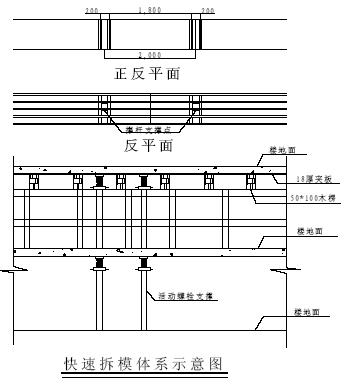 200 1,800 200
2,000
正反平面
撑杆支撑点
反平面
楼地面
18厚夹板
50*100木楞
楼地面
活动螺栓支撑
楼地面
快速拆模体系示意图